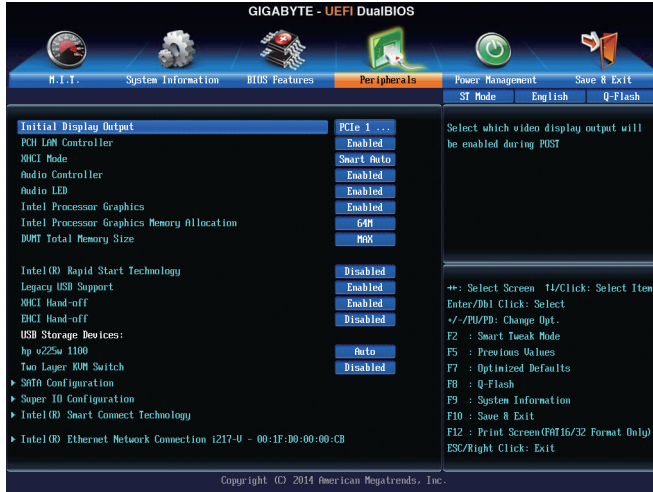 GIGABYTE - UEFI DualBIOS
M.I.T. System Information BIOS Features Peripherals Power Management Save & Exit
ST Mode English Q-Flash
Initial Display Output PCIe 1 ...
PCH LAN Controller Enabled
XHCI Mode Smart Auto
Audio Controller Enabled
Audio LED Enabled
Intel Processor Graphics Enabled
Intel Processor Graphics Memory Allocation 64M
DVMT Total Memory Size MAX
Intel(R) Rapid Start Technology Disabled
Legacy USB Support Enabled
XHCI Hand-off Enabled
EHCI Hand-off Disabled
USB Storage Devices:
hp v225w 1100 Auto
Two Layer KVM Switch Disabled
SATA Configuration
Super IO Configuration
Intel(R) Smart Connect Technology
Intel(R) Ethernet Network Connection i217-V - 00:1F:D0:00:00:CB
Select which video display output will
be enabled during POST
↔: Select Screen ↑↓/Click: Select Item
Enter/Dbl Click: Select
+/-/PU/PD: Change Opt.
F2 : Smart Tweak Mode
F5 : Previous Values
F7 : Optimized Defaults
F8 : Q-Flash
F9 : System Information
F10 : Save & Exit
F12 : Print Screen(FAT16/32 Format Only)
ESC/Right Click: Exit
Copyright (C) 2014 American Megatrends, Inc.